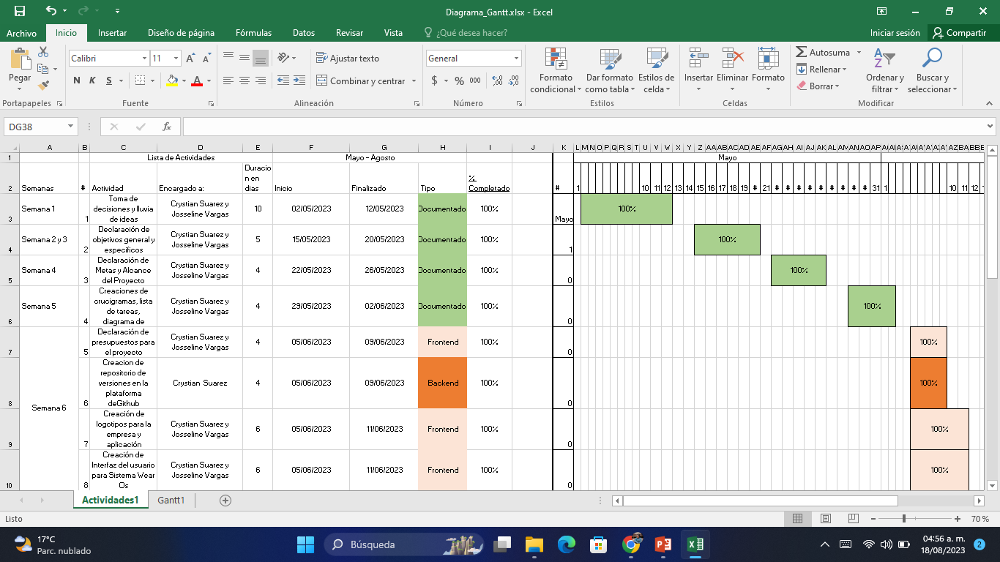 Diagrama_Gantt.xlsx - Excel
Archivo Inicio Insertar Diseño de página Fórmulas Datos Revisar Vista ¿Qué desea hacer? Iniciar sesión Compartir
Calibri 11 Ajustar texto General Autosuma
Pegar Formato Dar formato Estilos de Insertar Eliminar Formato Rellenar Ordenar y Buscar y
N K S Combinar y centrar $ % 000 condicional como tabla celda Borrar filtrar seleccionar
Portapapeles Fuente Alineación Número Estilos Celdas Modificar
DG38 fx
A B C D E F G H I J K L M N O P Q R S T U V W X Y Z AA AB AC AD AE AF AG AH AI AJ AK AL AN AO AP
1 Lista de Actividades Mayo - Agosto Mayo
2 Semanas # Actividad Encargado a: Duracion en dias Inicio Finalizado Tipo % Completado # 1 10 11 12 13 14 15 16 17 18 19 # 21 # # # # # # # # # 31 1 10 11 12 1
3 Semana 1 1 Toma de decisiones y lluvia de ideas Crystian Suarez y Josseline Vargas 10 02/05/2023 12/05/2023 Documentado 100% Mayo 100%
4 Semana 2 y 3 2 Declaración de objetivos general y especificos Crystian Suarez y Josseline Vargas 5 15/05/2023 20/05/2023 Documentado 100% 1 100%
5 Semana 4 3 Declaración de Metas y Alcance del Proyecto Crystian Suarez y Josseline Vargas 4 22/05/2023 26/05/2023 Documentado 100% 0 100%
6 Semana 5 4 Creaciones de crucigramas, lista de tareas, diagrama de Crystian Suarez y Josseline Vargas 4 29/05/2023 02/06/2023 Documentado 100% 0 100%
7 Semana 6 5 Declaración de presupuestos para el proyecto Crystian Suarez y Josseline Vargas 4 05/06/2023 09/06/2023 Frontend 100% 0 100%
8 6 Creacion de repositorio de versiones en la plataforma deGithub Crystian Suarez 4 05/06/2023 09/06/2023 Backend 100% 0 100%
9 7 Creación de logotipos para la empresa y aplicación Crystian Suarez y Josseline Vargas 6 05/06/2023 11/06/2023 Frontend 100% 0 100%
10 8 Creación de Interfaz del usuario para Sistema Wear Os Crystian Suarez y Josseline Vargas 6 05/06/2023 11/06/2023 Frontend 100% 0 100%
Actividades1 Gantt1
Listo 70 %
17°C
Parc. nublado
Búsqueda
04:56 a. m.
18/08/2023
2